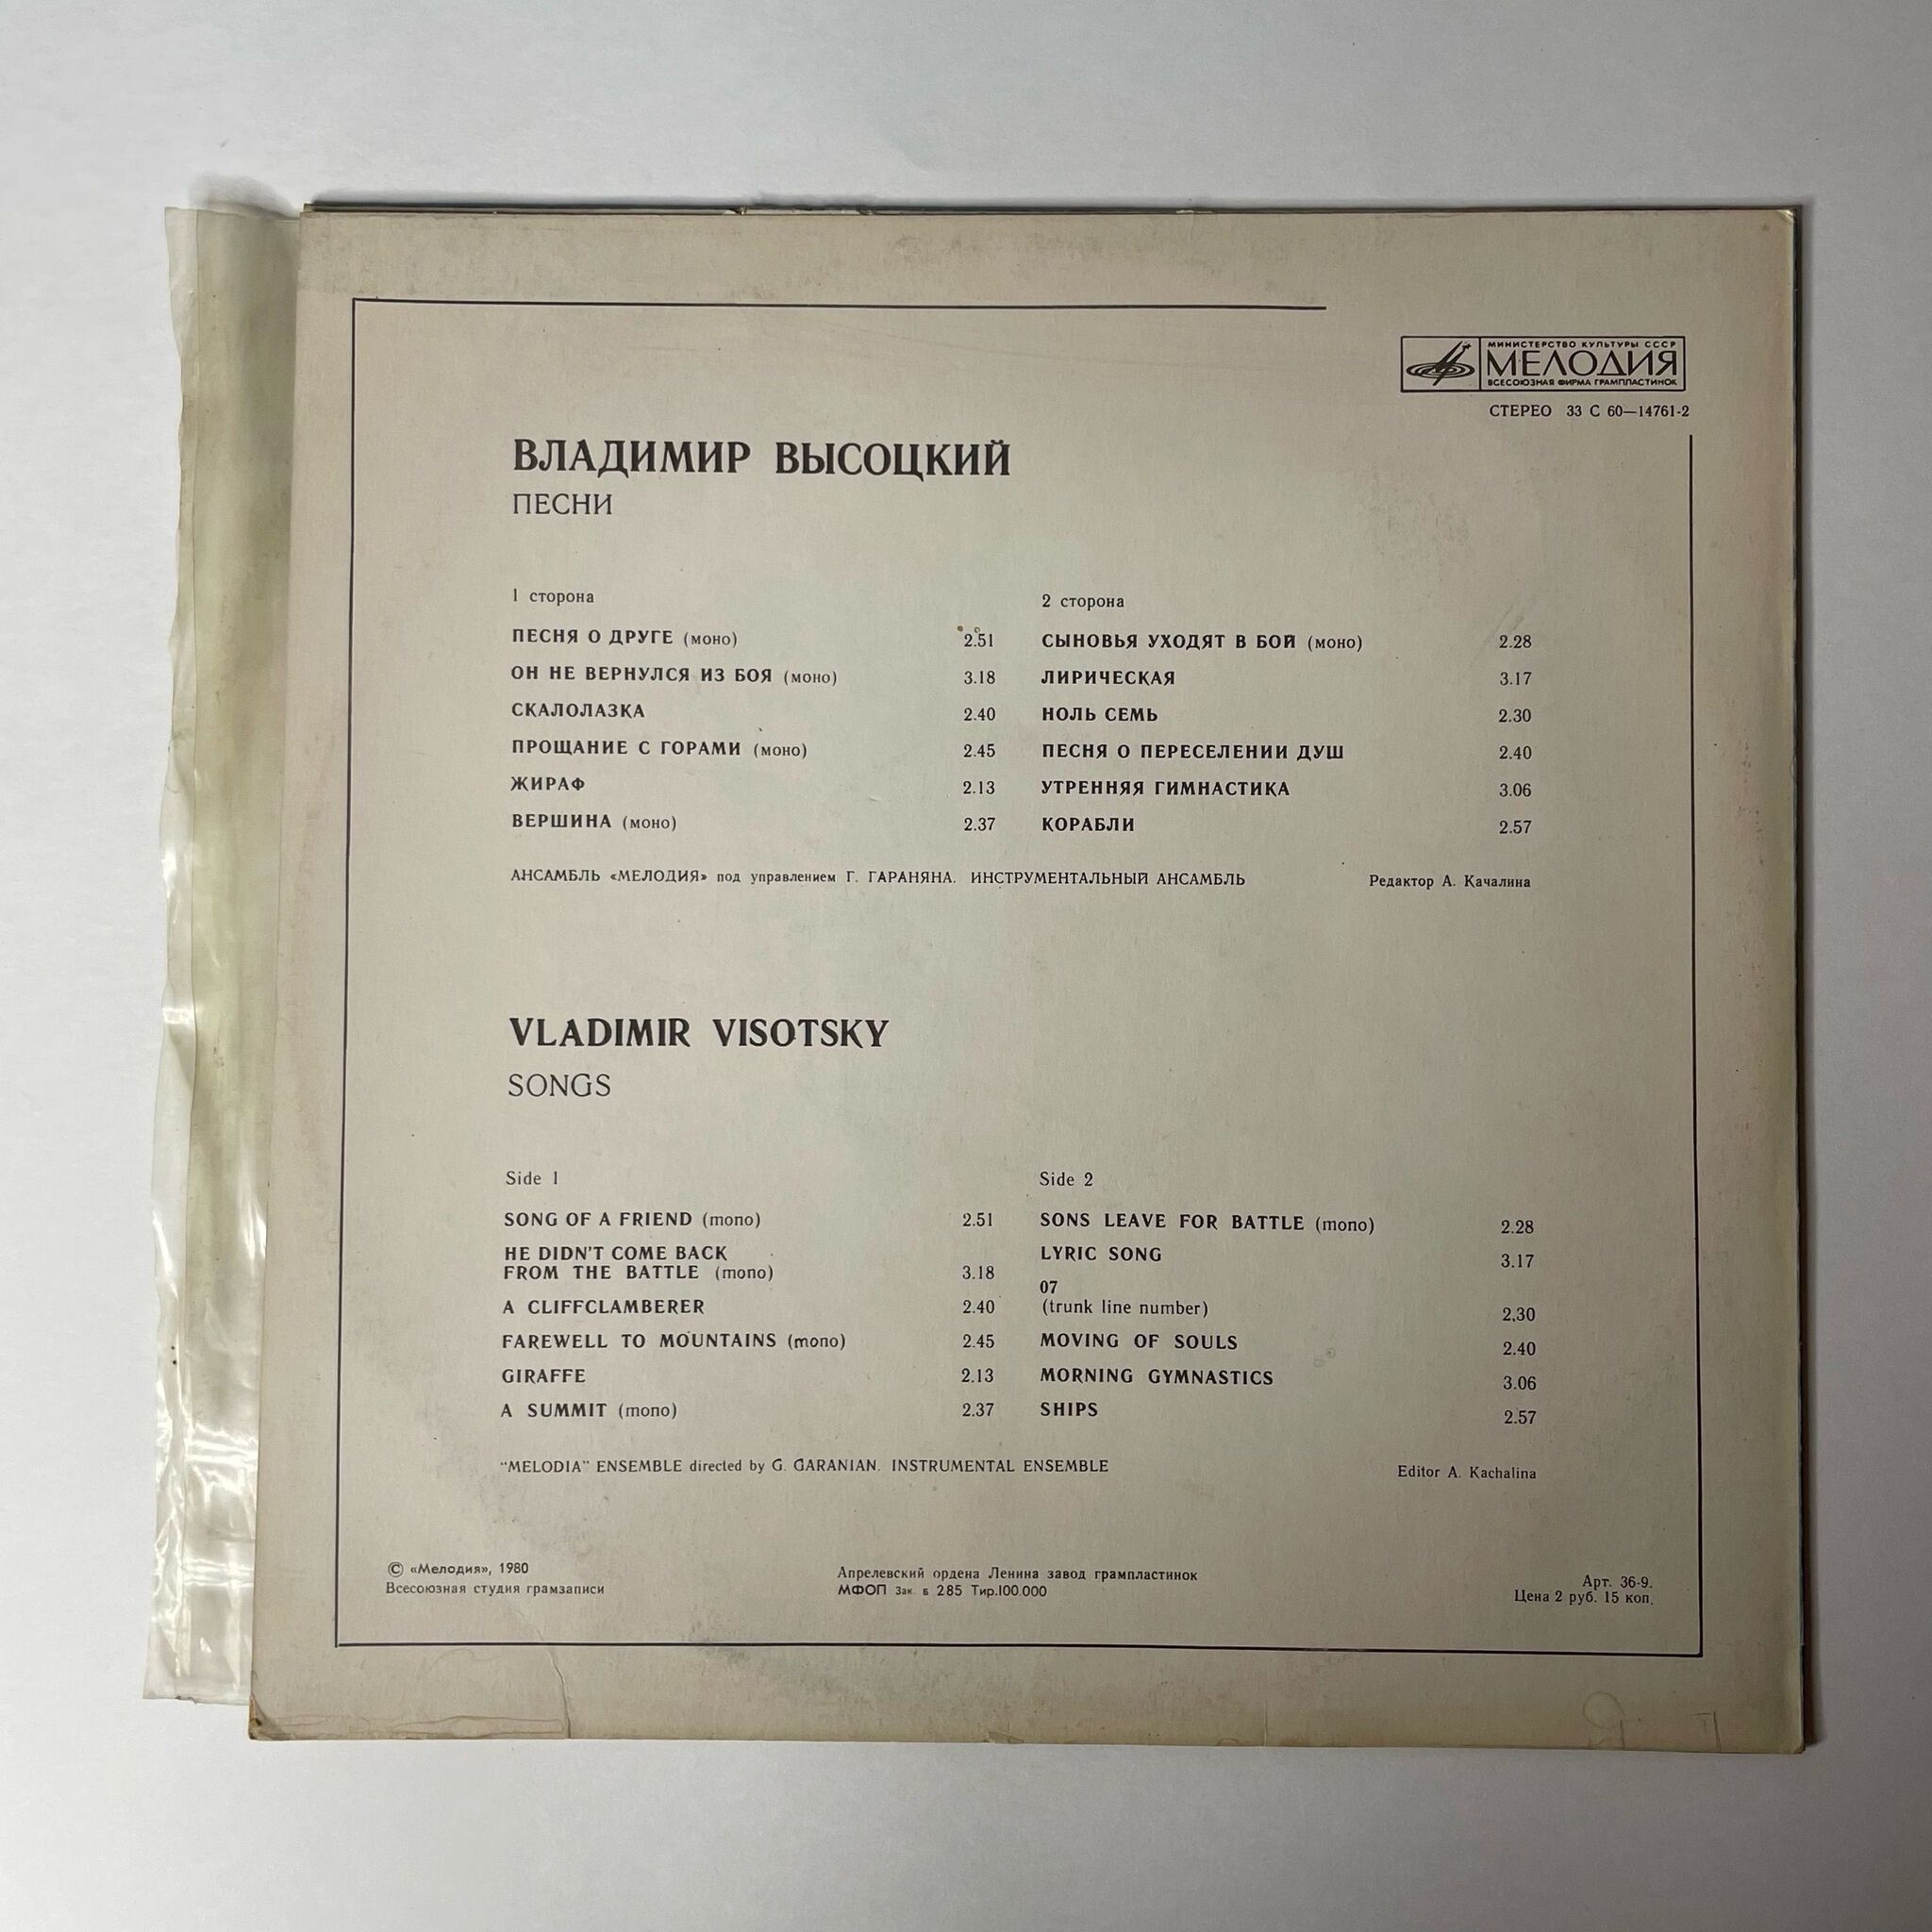 МИНИСТЕРСТВО КУЛЬТУРЫ СССР
МЕЛОДИЯ
ВСЕСОЮЗНАЯ ФИРМА ГРАМПЛАСТИНОК
СТЕРЕО 33 С 60—14761-2
ВЛАДИМИР ВЫСОЦКИЙ
ПЕСНИ
1 сторона
ПЕСНЯ О ДРУГЕ (моно) 2.51
ОН НЕ ВЕРНУЛСЯ ИЗ БОЯ (моно) 3.18
СКАЛОЛАЗКА 2.40
ПРОЩАНИЕ С ГОРАМИ (моно) 2.45
ЖИРАФ 2.13
ВЕРШИНА (моно) 2.37
2 сторона
СЫНОВЬЯ УХОДЯТ В БОЙ (моно) 2.28
ЛИРИЧЕСКАЯ 3.17
НОЛЬ СЕМЬ 2.30
ПЕСНЯ О ПЕРЕСЕЛЕНИИ ДУШ 2.40
УТРЕННЯЯ ГИМНАСТИКА 3.06
КОРАБЛИ 2.57
АНСАМБЛЬ «МЕЛОДИЯ» под управлением Г. ГАРАНЯНА. ИНСТРУМЕНТАЛЬНЫЙ АНСАМБЛЬ
Редактор А. Качалина
VLADIMIR VISOTSKY
SONGS
Side 1
SONG OF A FRIEND (mono) 2.51
HE DIDN'T COME BACK
FROM THE BATTLE (mono) 3.18
A CLIFFCLAMBERER 2.40
FAREWELL TO MOUNTAINS (mono) 2.45
GIRAFFE 2.13
A SUMMIT (mono) 2.37
Side 2
SONS LEAVE FOR BATTLE (mono) 2.28
LYRIC SONG 3.17
07
(trunk line number) 2,30
MOVING OF SOULS 2.40
MORNING GYMNASTICS 3.06
SHIPS 2.57
"MELODIA" ENSEMBLE directed by G. GARANIAN. INSTRUMENTAL ENSEMBLE
Editor A. Kachalina
© «Мелодия», 1980
Всесоюзная студия грамзаписи
Апрелевский ордена Ленина завод грампластинок
МФОП Зак. Б 285 Тир.100.000
Арт. 36-9.
Цена 2 руб. 15 коп.